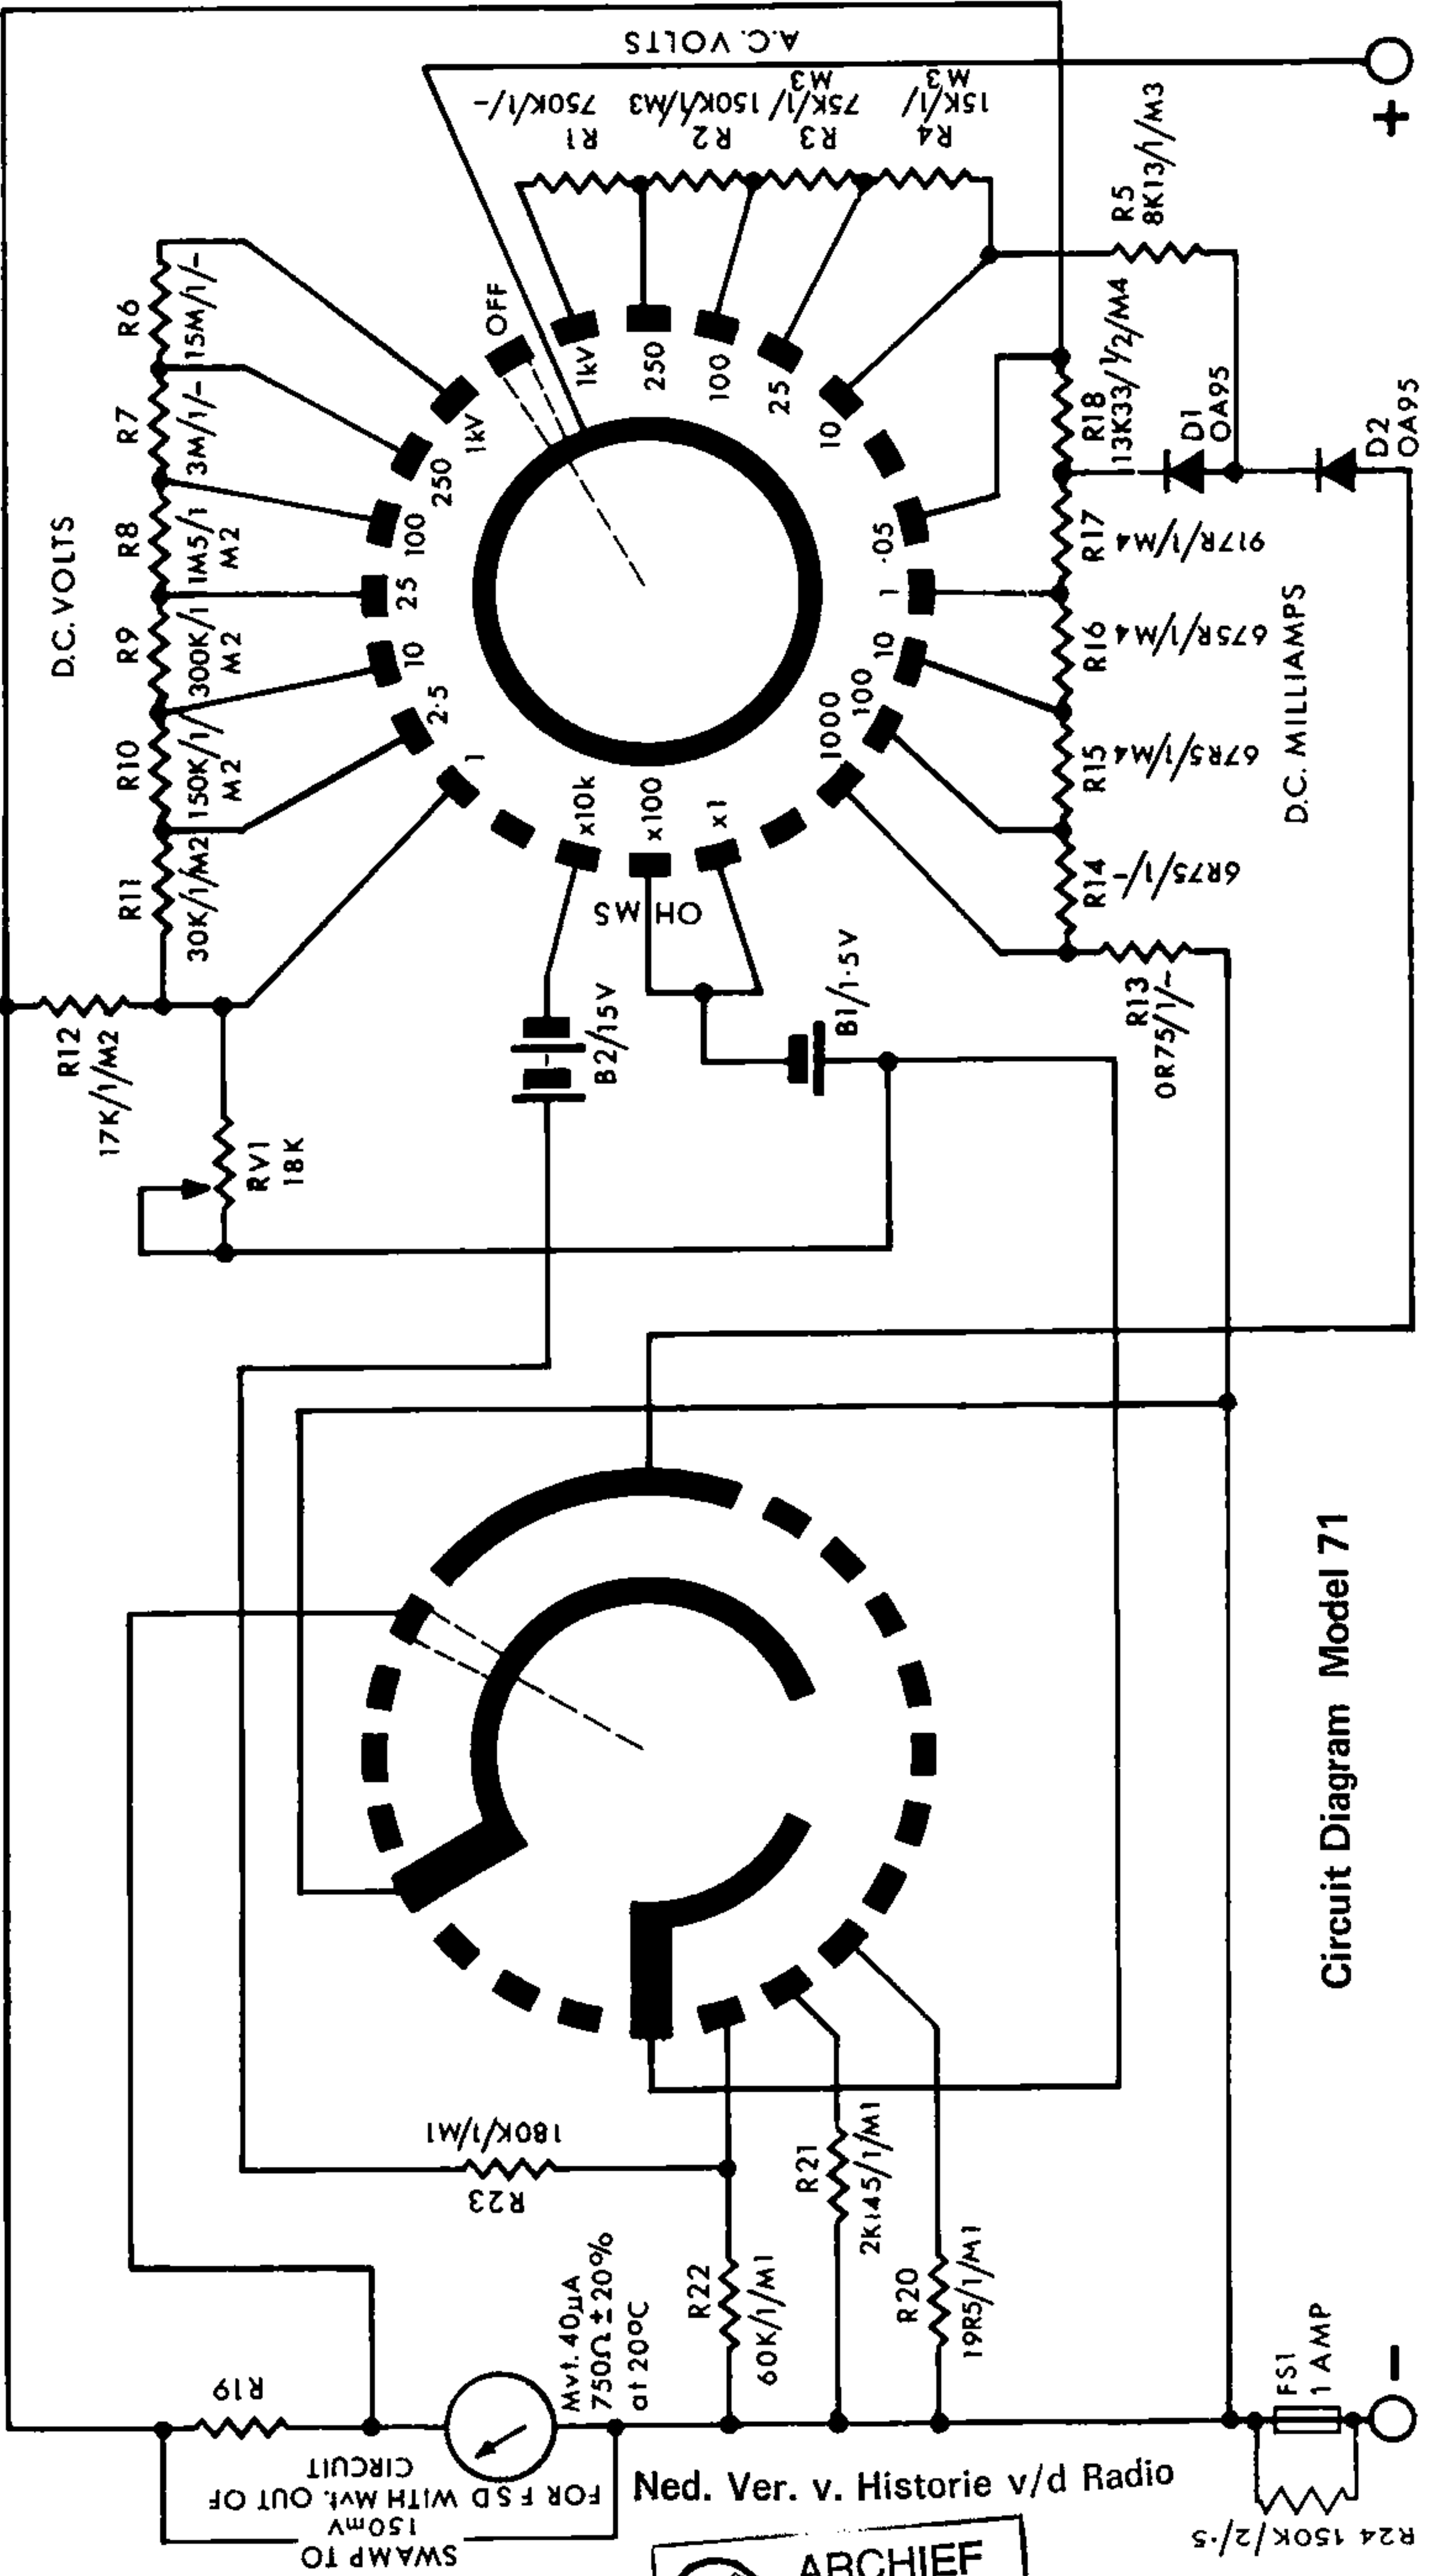 D.C. VOLTS
R6
15M/1/-
R7
3M/1/-
R8
1M5/1
M2
R9
300K/1
M2
R10
150K/1/
M2
R11
30K/1/M2
R12
17K/1/M2
RV1
18K
A.C. VOLTS
R1
750K/1/-
R2
150K/1/M3
R3
75K/1/
M3
R4
15K/1/
M3
R5
8K13/1/M3
+
OFF
1kV
250
100
25
10
1kV
250
100
25
10
2·5
1
OHMS
x10k
x100
x1
·05
1
10
100
1000
D.C. MILLIAMPS
R18
13K33/½/M4
R17
917R/1/M4
R16
675R/1/M4
R15
67R5/1/M4
R14
6R75/1/-
R13
0R75/1/-
D1
OA95
D2
OA95
B2/15V
B1/1·5V
R23
180K/1/M1
R22
60K/1/M1
R21
2K145/1/M1
R20
19R5/1/M1
R19
Mvt. 40µA
750Ω ± 20%
at 20°C
SWAMP TO
150mV
FOR FSD WITH Mvt. OUT OF
CIRCUIT
FS1
1 AMP
−
R24 150K/2/·5
Circuit Diagram Model 71
Ned. Ver. v. Historie v/d Radio
ARCHIEF